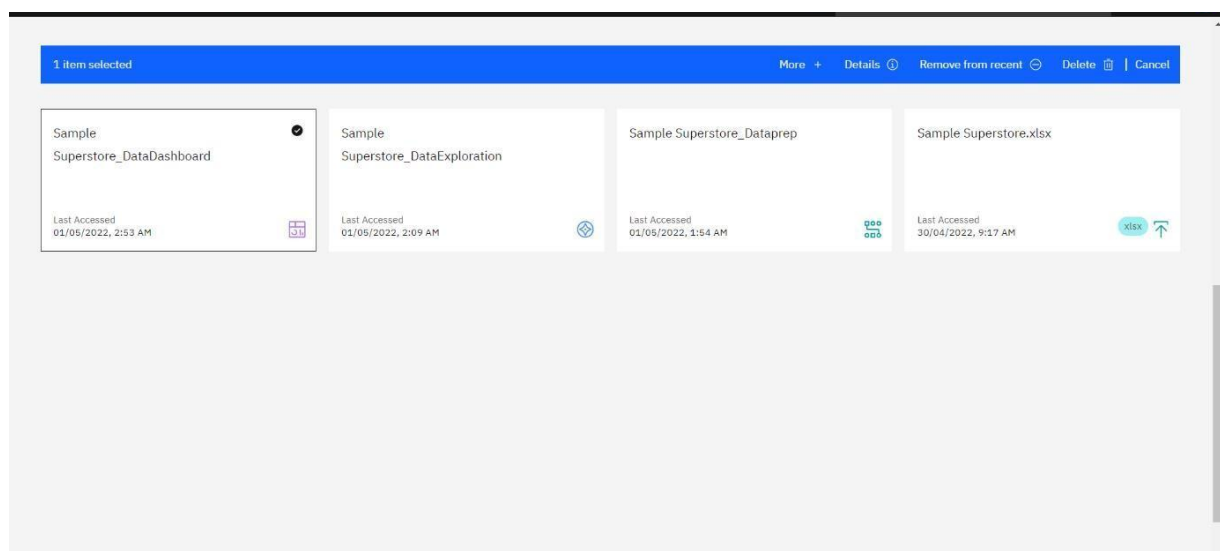 1 item selected
More + Details Remove from recent Delete | Cancel
Sample
Superstore_DataDashboard
Last Accessed
01/05/2022, 2:53 AM
Sample
Superstore_DataExploration
Last Accessed
01/05/2022, 2:09 AM
Sample Superstore_Dataprep
Last Accessed
01/05/2022, 1:54 AM
Sample Superstore.xlsx
Last Accessed
30/04/2022, 9:17 AM
xlsx